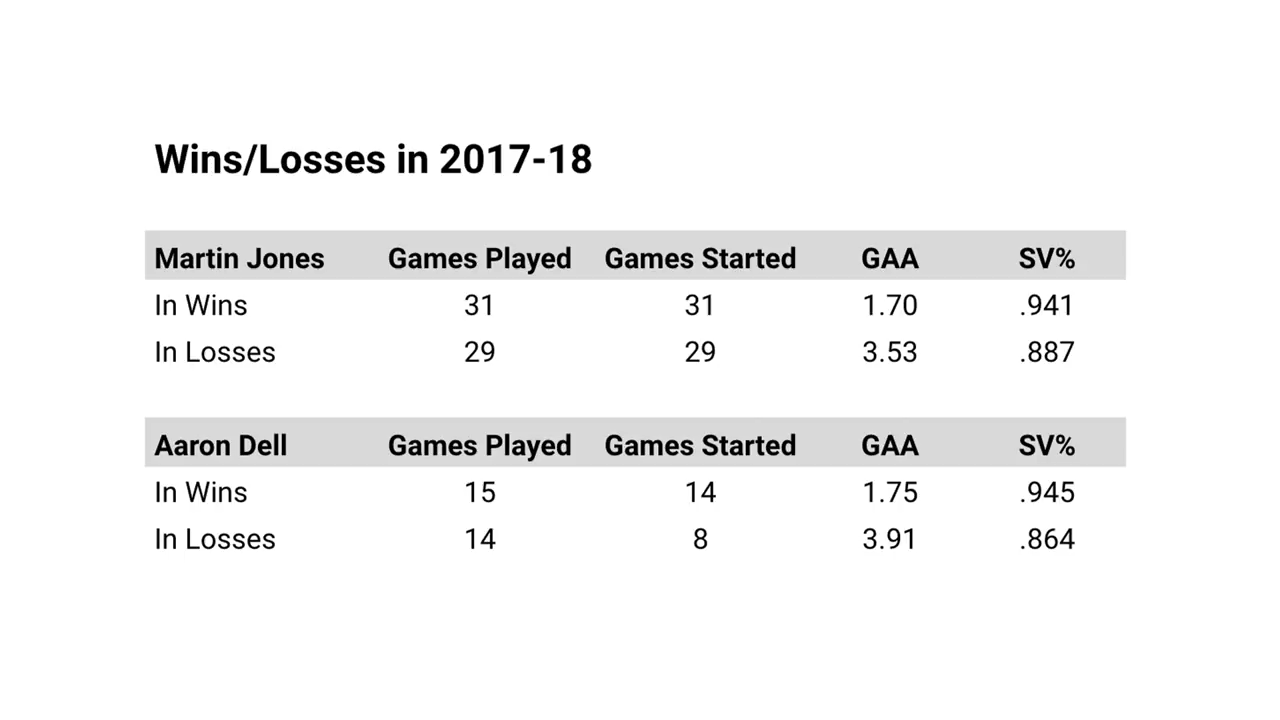 Wins/Losses in 2017-18
Martin Jones Games Played Games Started GAA SV%
In Wins 31 31 1.70 .941
In Losses 29 29 3.53 .887
Aaron Dell Games Played Games Started GAA SV%
In Wins 15 14 1.75 .945
In Losses 14 8 3.91 .864